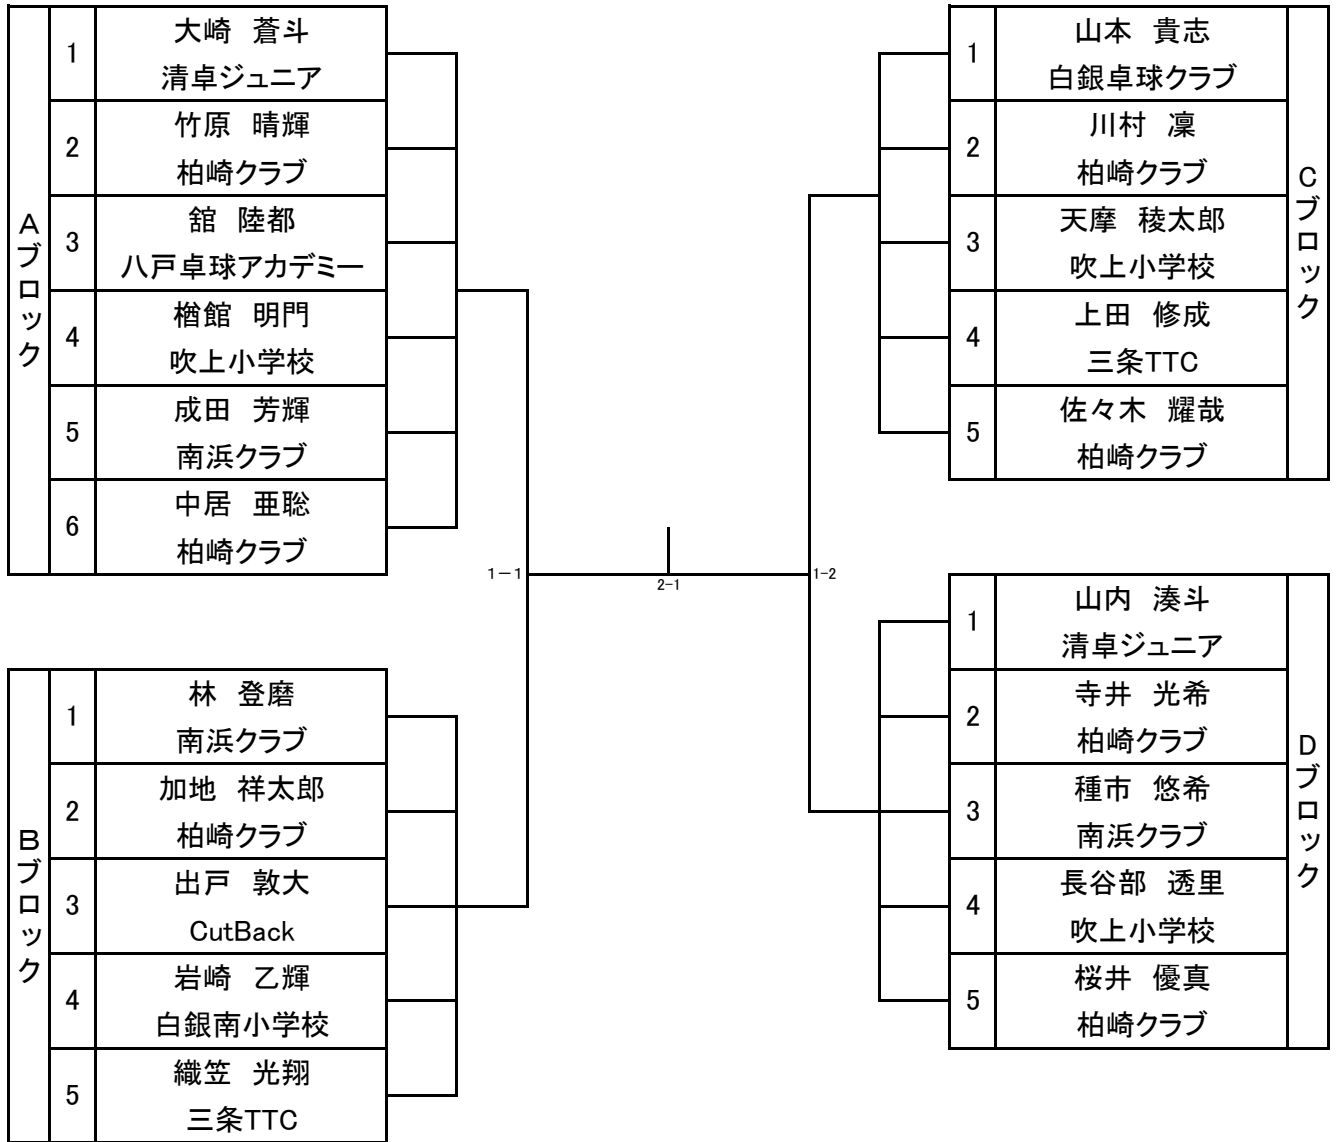 Aブロック
1
大崎　蒼斗
清卓ジュニア
2
竹原　晴輝
柏崎クラブ
3
舘　陸都
八戸卓球アカデミー
4
楢館　明門
吹上小学校
5
成田　芳輝
南浜クラブ
6
中居　亜聡
柏崎クラブ
Bブロック
1
林　登磨
南浜クラブ
2
加地　祥太郎
柏崎クラブ
3
出戸　敦大
CutBack
4
岩崎　乙輝
白銀南小学校
5
織笠　光翔
三条TTC
1－1
2-1
1-2
Cブロック
1
山本　貴志
白銀卓球クラブ
2
川村　凜
柏崎クラブ
3
天摩　稜太郎
吹上小学校
4
上田　修成
三条TTC
5
佐々木　耀哉
柏崎クラブ
Dブロック
1
山内　湊斗
清卓ジュニア
2
寺井　光希
柏崎クラブ
3
種市　悠希
南浜クラブ
4
長谷部　透里
吹上小学校
5
桜井　優真
柏崎クラブ